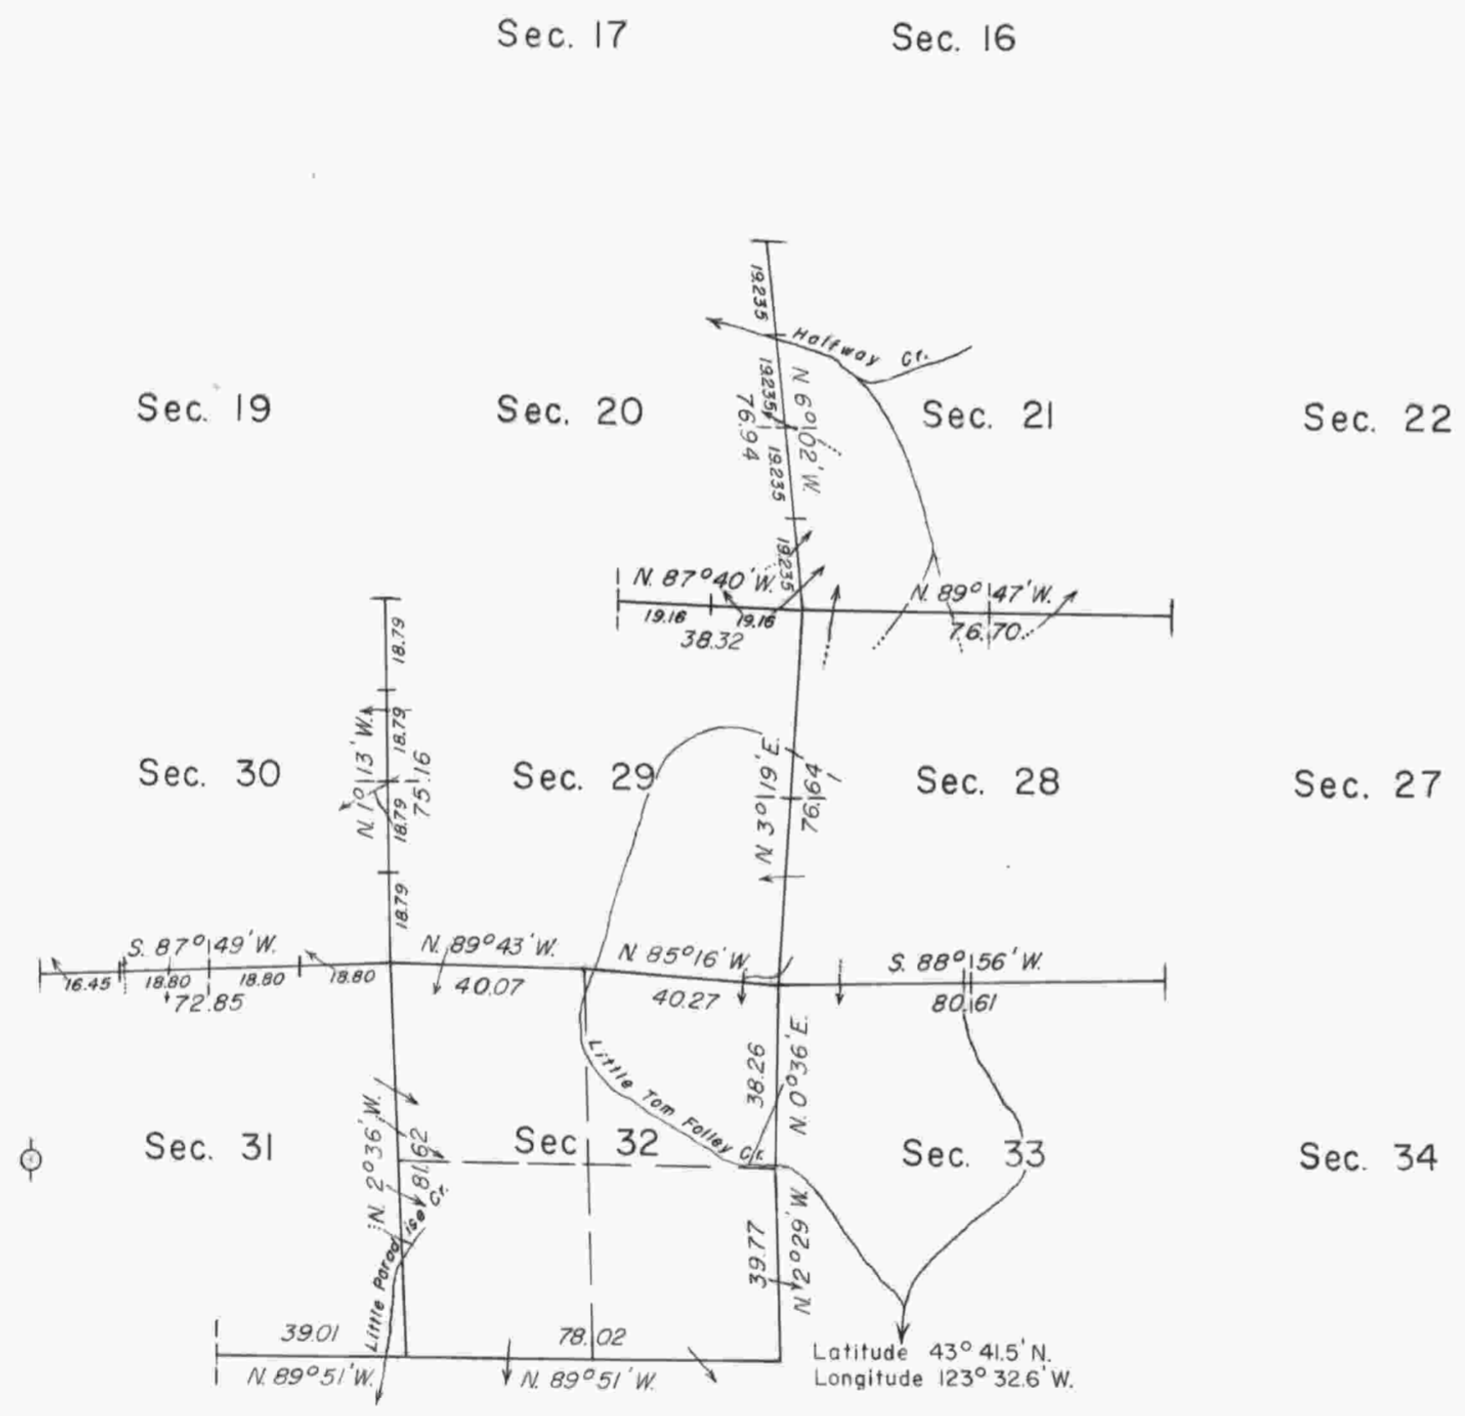 Sec. 17
Sec. 16
19.235
Halfway Cr.
19.235
76.94
N 6°02'W.
Sec. 19
Sec. 20
Sec. 21
Sec. 22
19.235
19.235
N. 87°40'W.
N. 89°47'W.
19.16
19.16
38.32
76.70
18.79
18.79
N. 1°13'W.
75.16
18.79
18.79
N. 3°19'E.
76.64
Sec. 30
Sec. 29
Sec. 28
Sec. 27
S. 87°49'W.
N. 89°43'W.
N. 85°16'W.
S. 88°56'W.
16.45
18.80
18.80
18.80
72.85
40.07
40.27
80.61
38.26
N. 0°36'E.
Little Tom Folley Cr.
N. 2°36'W.
81.62
Sec. 31
Sec 32
Sec. 33
Sec. 34
Little Paradise Cr.
39.77
N. 2°29'W.
39.01
78.02
N. 89°51'W.
N. 89°51'W.
Latitude 43° 41.5'N.
Longitude 123° 32.6'W.